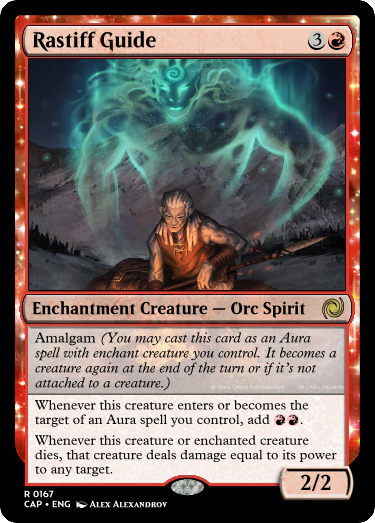 Rastiff Guide
3
Enchantment Creature — Orc Spirit
Amalgam (You may cast this card as an Aura
spell with enchant creature you control. It becomes a
creature again at the end of the turn or if it's not
attached to a creature.)
Whenever this creature enters or becomes the
target of an Aura spell you control, add
Whenever this creature or enchanted creature
dies, that creature deals damage equal to its power
to any target.
2/2
R 0167
CAP • ENG Alex Alexandrov